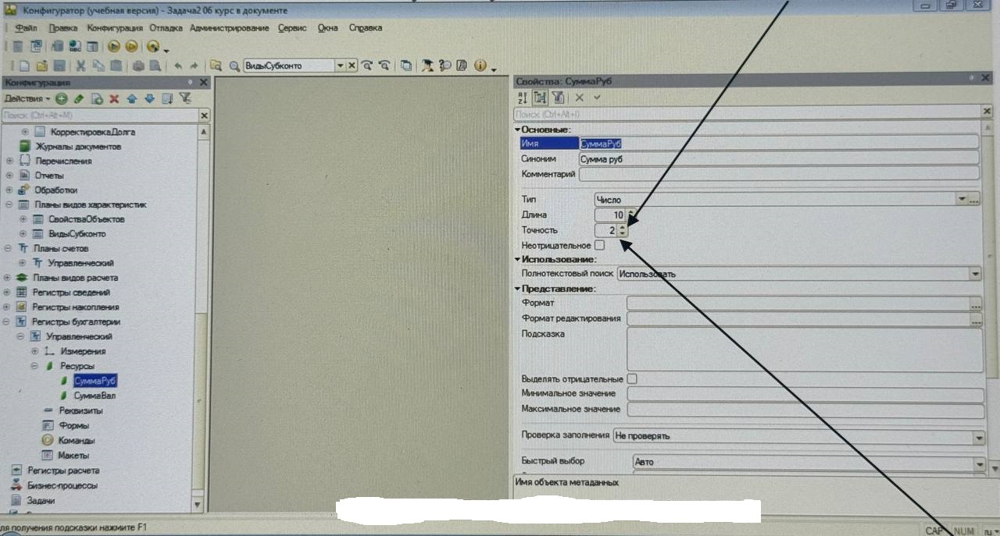 Конфигуратор (учебная версия) - Задача2 06 курс в документе
Файл Правка Конфигурация Отладка Администрирование Сервис Окна Справка
ВидыСубконто
Конфигурация
Действия
Поиск (Ctrl+Alt+M)
КорректировкаДолга
Журналы документов
Перечисления
Отчеты
Обработки
Планы видов характеристик
СвойстваОбъектов
ВидыСубконто
Планы счетов
Управленческий
Планы видов расчета
Регистры сведений
Регистры накопления
Регистры бухгалтерии
Управленческий
Измерения
Ресурсы
СуммаРуб
СуммаВал
Реквизиты
Формы
Команды
Макеты
Регистры расчета
Бизнес-процессы
Задачи
Свойства: СуммаРуб
Поиск (Ctrl+Alt+I)
Основные:
Имя СуммаРуб
Синоним Сумма руб
Комментарий
Тип Число
Длина 10
Точность 2
Неотрицательное
Использование:
Полнотекстовый поиск Использовать
Представление:
Формат
Формат редактирования
Подсказка
Выделять отрицательные
Минимальное значение
Максимальное значение
Проверка заполнения Не проверять
Быстрый выбор Авто
Имя объекта метаданных
ля получения подсказки нажмите F1
CAP NUM ru